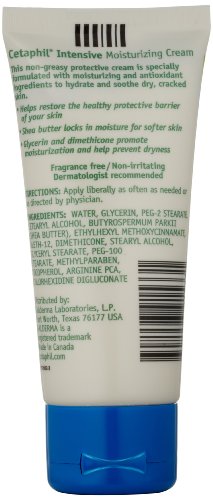 Cetaphil® Intensive Moisturizing Cream
This non-greasy protective cream is specially
formulated with moisturizing and antioxidant
ingredients to hydrate and soothe dry, cracked
skin.
• Helps restore the healthy protective barrier
of your skin
• Shea butter locks in moisture for softer skin
• Glycerin and dimethicone promote
moisturization and help prevent dryness
Fragrance free/Non-irritating
Dermatologist recommended
DIRECTIONS: Apply liberally as often as needed or
as directed by physician.
INGREDIENTS: WATER, GLYCERIN, PEG-2 STEARATE,
STEARYL ALCOHOL, BUTYROSPERMUM PARKII
(SHEA BUTTER), ETHYLHEXYL METHOXYCINNAMATE,
LAURETH-12, DIMETHICONE, STEARYL ALCOHOL,
GLYCERYL STEARATE, PEG-100
STEARATE, METHYLPARABEN,
TOCOPHEROL, ARGININE PCA,
CHLORHEXIDINE DIGLUCONATE
Distributed by:
Galderma Laboratories, L.P.
Fort Worth, Texas 76177 USA
GALDERMA is a
registered trademark
Made in Canada
cetaphil.com